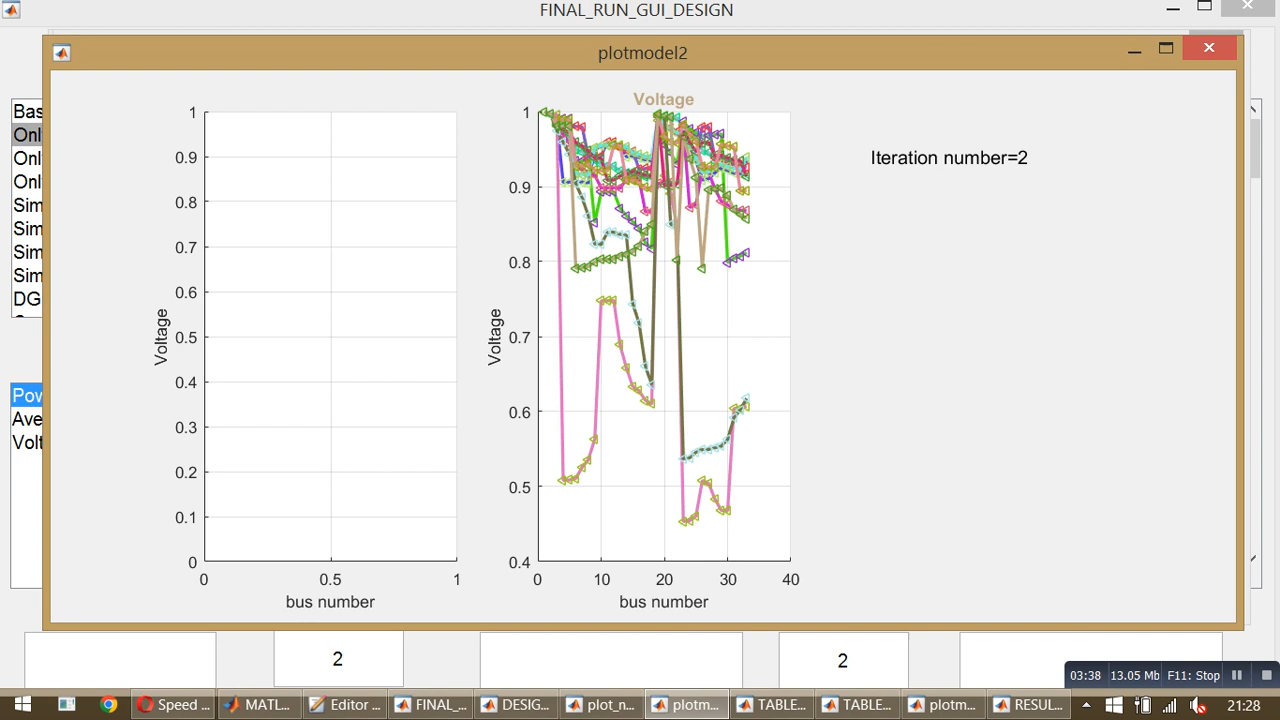 FINAL_RUN_GUI_DESIGN
plotmodel2
Bas
Onl
Onl
Onl
Sim
Sim
Sim
Sim
DG
Pow
Ave
Volt
Voltage
1
0.9
0.8
0.7
0.6
0.5
0.4
0.3
0.2
0.1
0
0 0.5 1
bus number
Voltage
Voltage
1
0.9
0.8
0.7
0.6
0.5
0.4
0 10 20 30 40
bus number
Iteration number=2
2
2
03:38 13.05 Mb F11: Stop
Speed ... MATL... Editor ... FINAL_... DESIG... plot_n... plotm... TABLE... TABLE... plotm... RESUL... 21:28